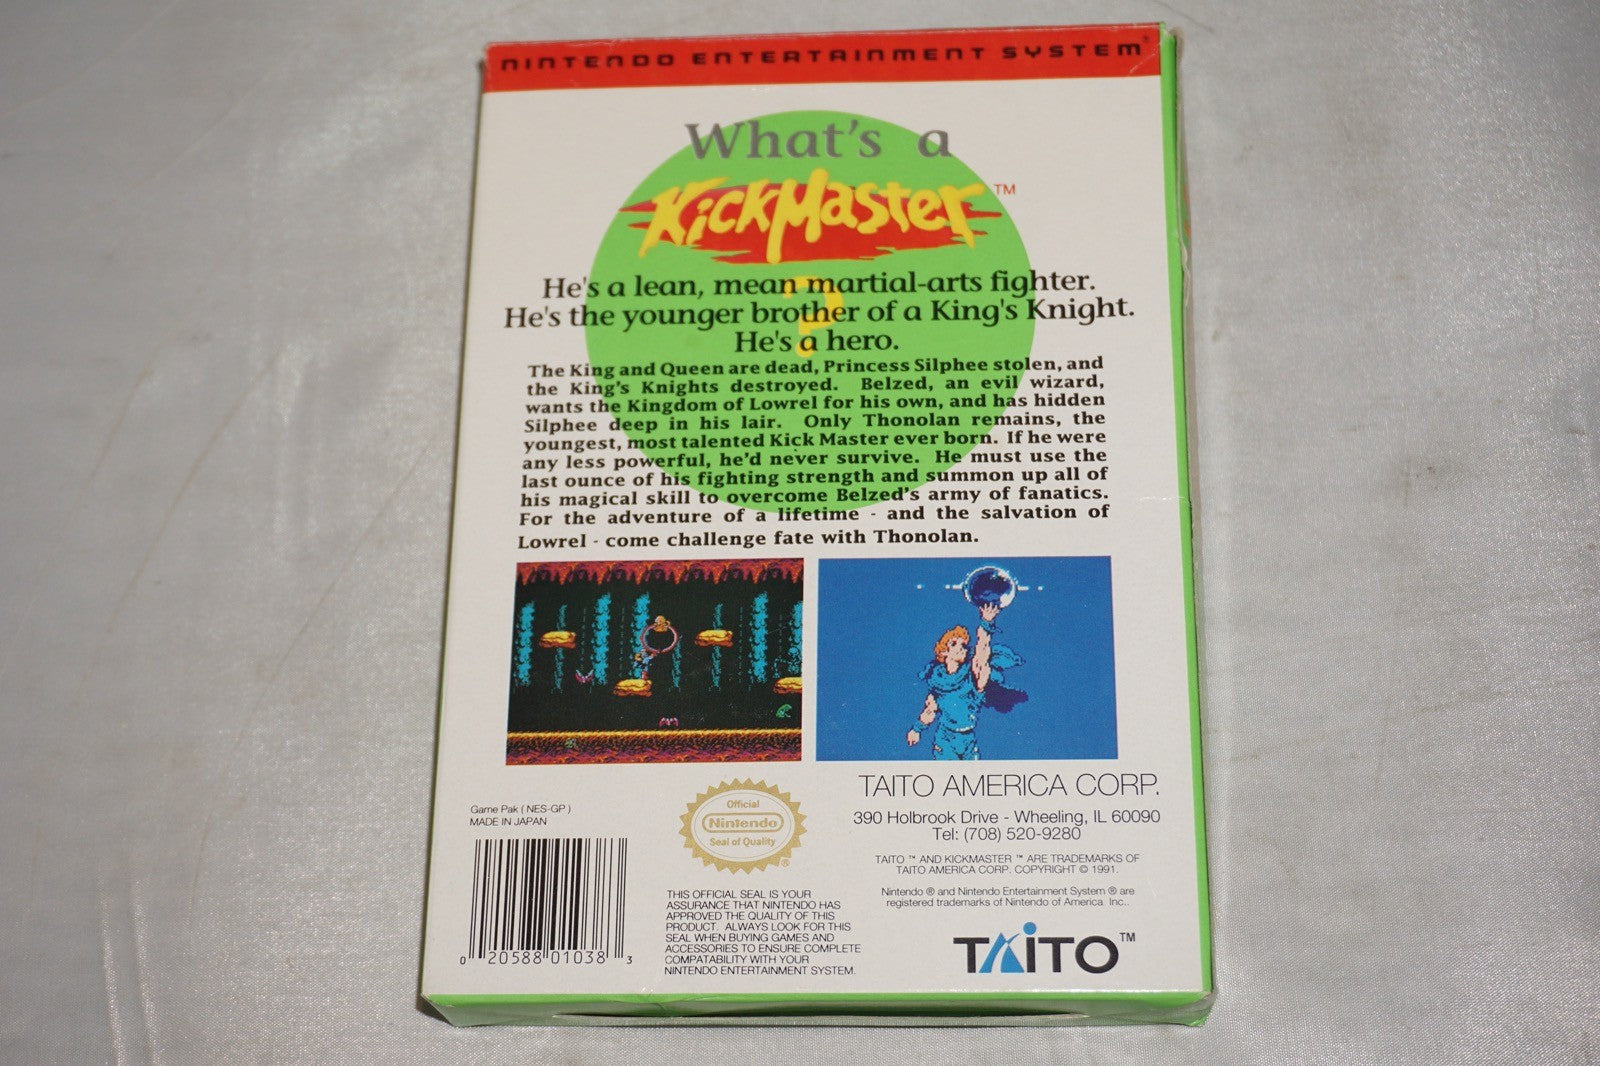 NINTENDO ENTERTAINMENT SYSTEM®
What's a
KickMaster™
?
He's a lean, mean martial-arts fighter.
He's the younger brother of a King's Knight.
He's a hero.
The King and Queen are dead, Princess Silphee stolen, and
the King's Knights destroyed. Belzed, an evil wizard,
wants the Kingdom of Lowrel for his own, and has hidden
Silphee deep in his lair. Only Thonolan remains, the
youngest, most talented Kick Master ever born. If he were
any less powerful, he'd never survive. He must use the
last ounce of his fighting strength and summon up all of
his magical skill to overcome Belzed's army of fanatics.
For the adventure of a lifetime - and the salvation of
Lowrel - come challenge fate with Thonolan.
Game Pak ( NES-GP )
MADE IN JAPAN
0 20588 01038 3
Official
Nintendo
Seal of Quality
®
THIS OFFICIAL SEAL IS YOUR
ASSURANCE THAT NINTENDO HAS
APPROVED THE QUALITY OF THIS
PRODUCT. ALWAYS LOOK FOR THIS
SEAL WHEN BUYING GAMES AND
ACCESSORIES TO ENSURE COMPLETE
COMPATABILITY WITH YOUR
NINTENDO ENTERTAINMENT SYSTEM.
TAITO AMERICA CORP.
390 Holbrook Drive - Wheeling, IL 60090
Tel: (708) 520-9280
TAITO ™ AND KICKMASTER ™ ARE TRADEMARKS OF
TAITO AMERICA CORP. COPYRIGHT © 1991.
Nintendo ® and Nintendo Entertainment System ® are
registered trademarks of Nintendo of America Inc..
TAITO™